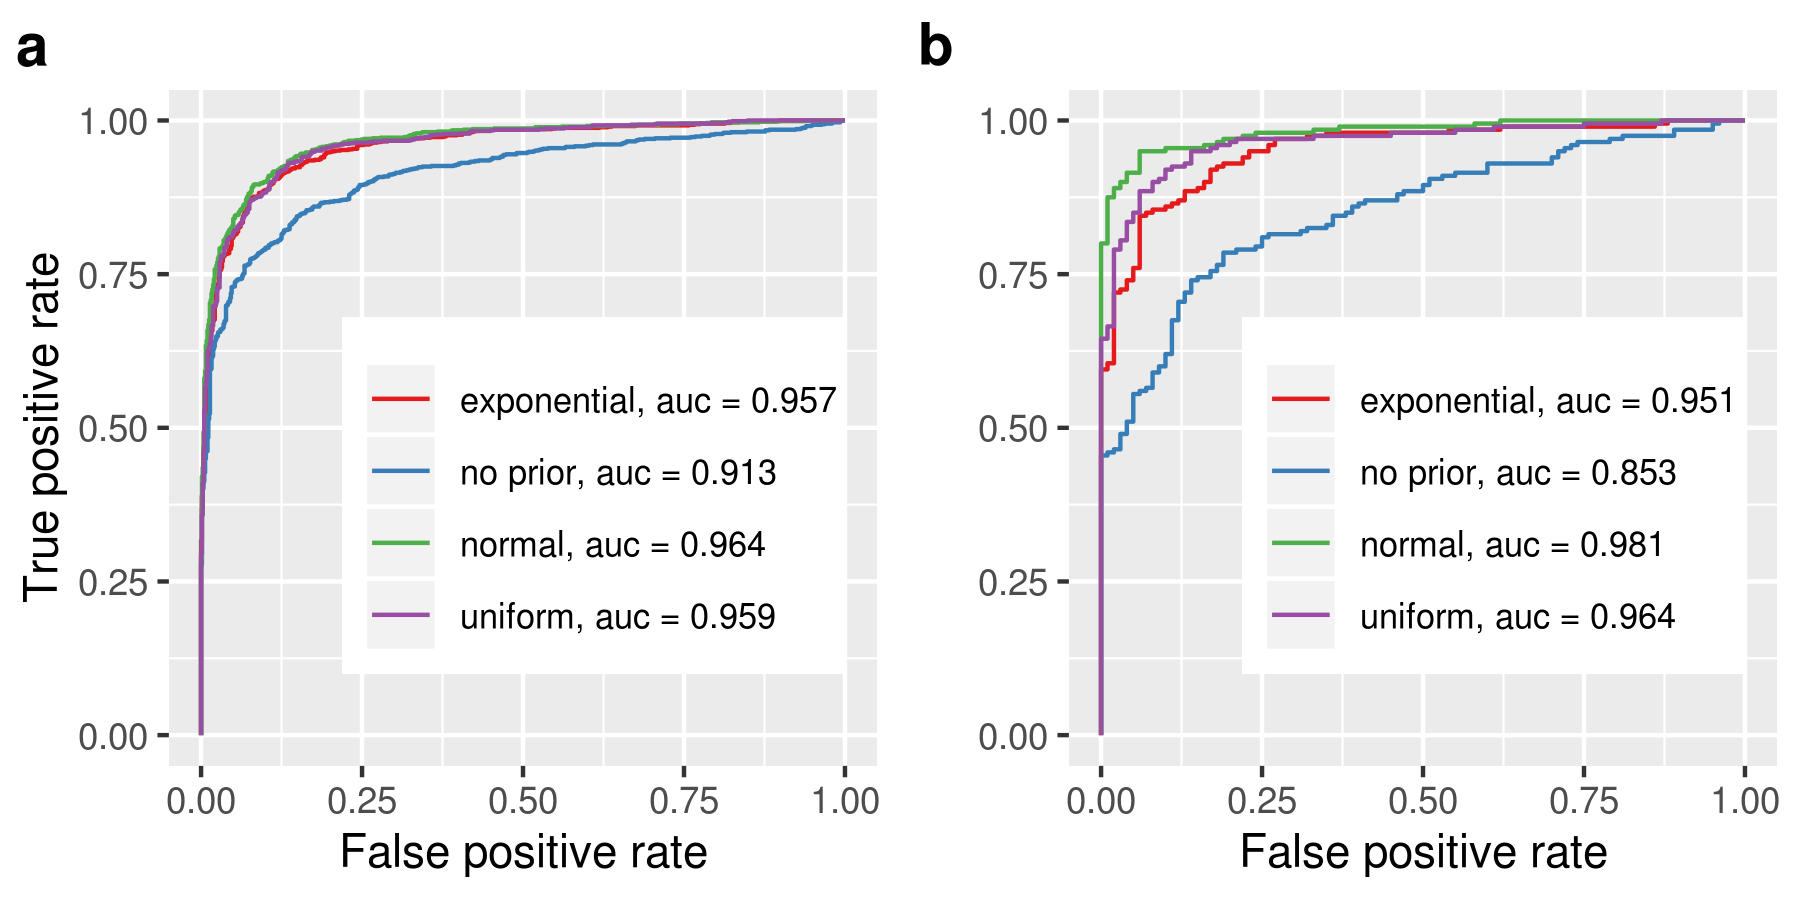 a
True positive rate
1.00
0.75
0.50
0.25
0.00
exponential, auc = 0.957
no prior, auc = 0.913
normal, auc = 0.964
uniform, auc = 0.959
0.00 0.25 0.50 0.75 1.00
False positive rate
b
1.00
0.75
0.50
0.25
0.00
exponential, auc = 0.951
no prior, auc = 0.853
normal, auc = 0.981
uniform, auc = 0.964
0.00 0.25 0.50 0.75 1.00
False positive rate